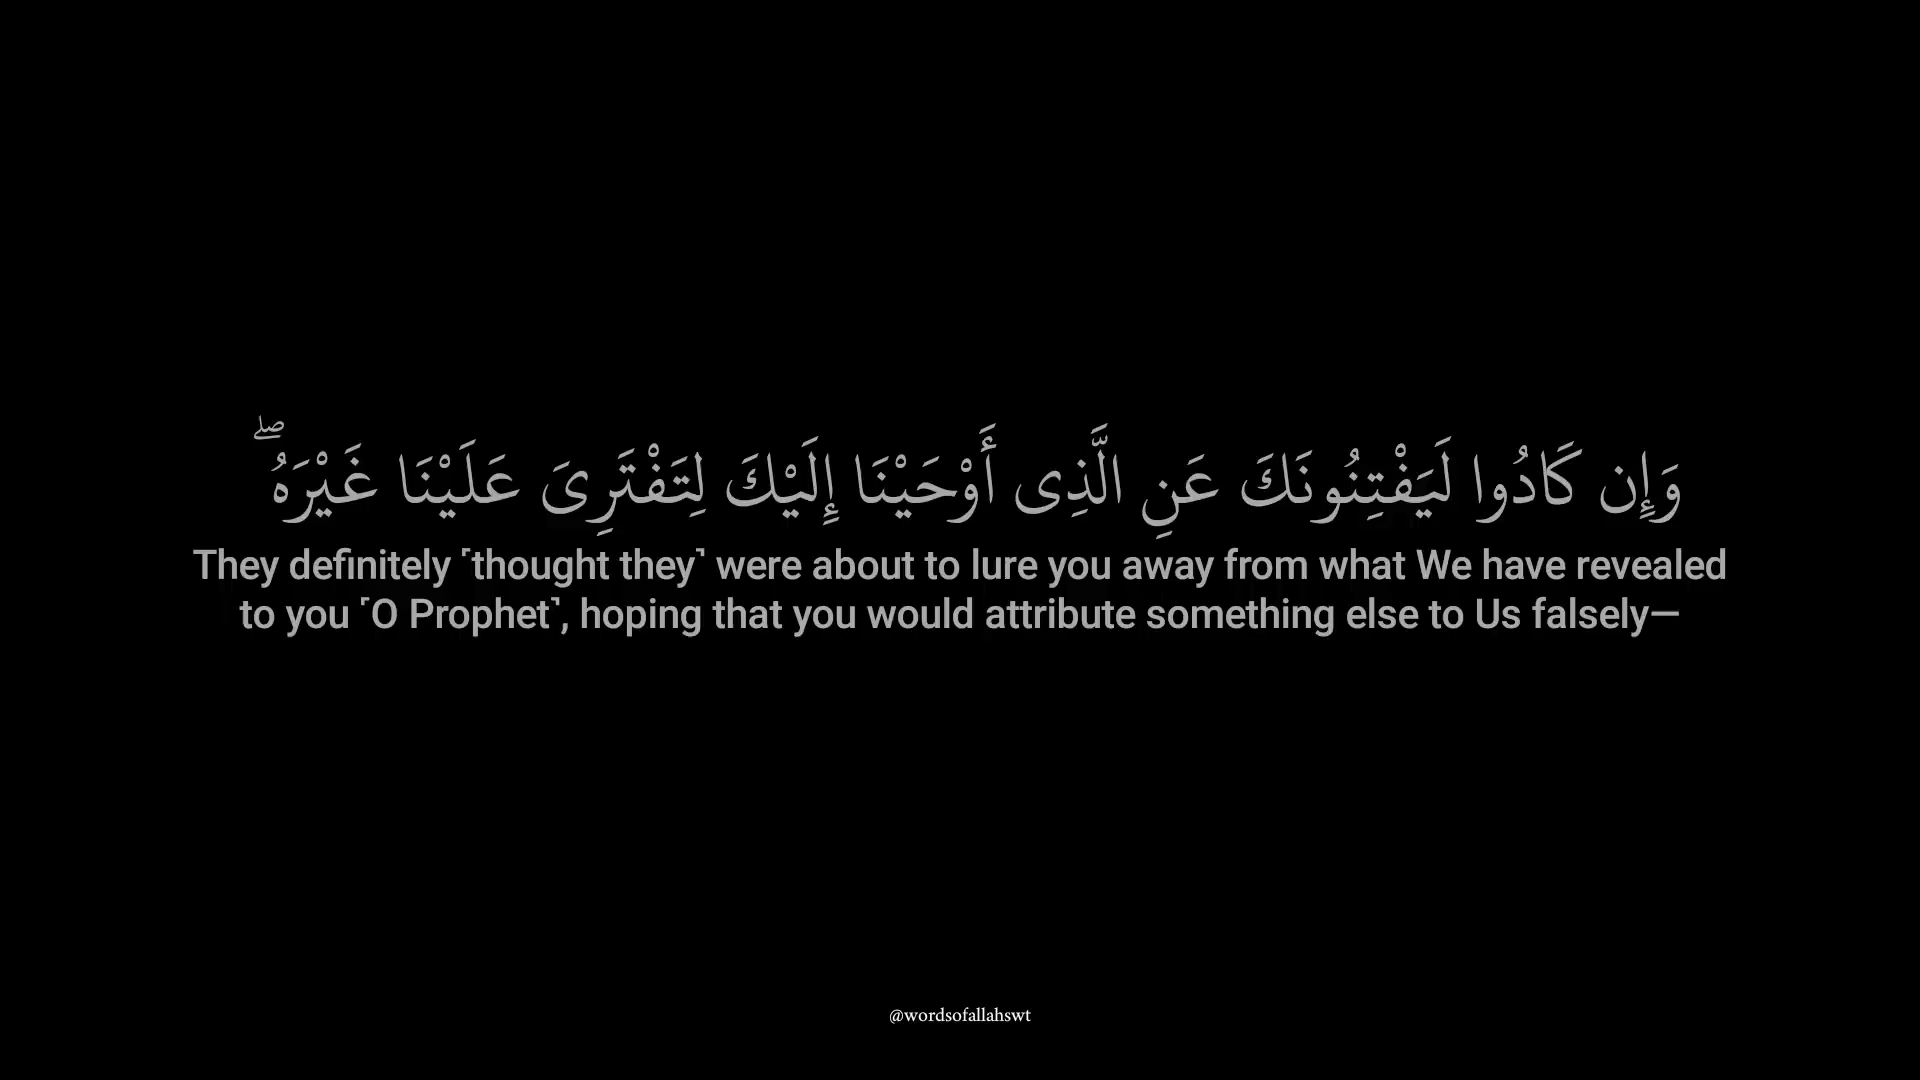 وَإِن كَادُوا لَيَفْتِنُونَكَ عَنِ الَّذِى أَوْحَيْنَا إِلَيْكَ لِتَفْتَرِىَ عَلَيْنَا غَيْرَهُ ۖ
They definitely ˹thought they˺ were about to lure you away from what We have revealed
to you ˹O Prophet˺, hoping that you would attribute something else to Us falsely—
@wordsofallahswt